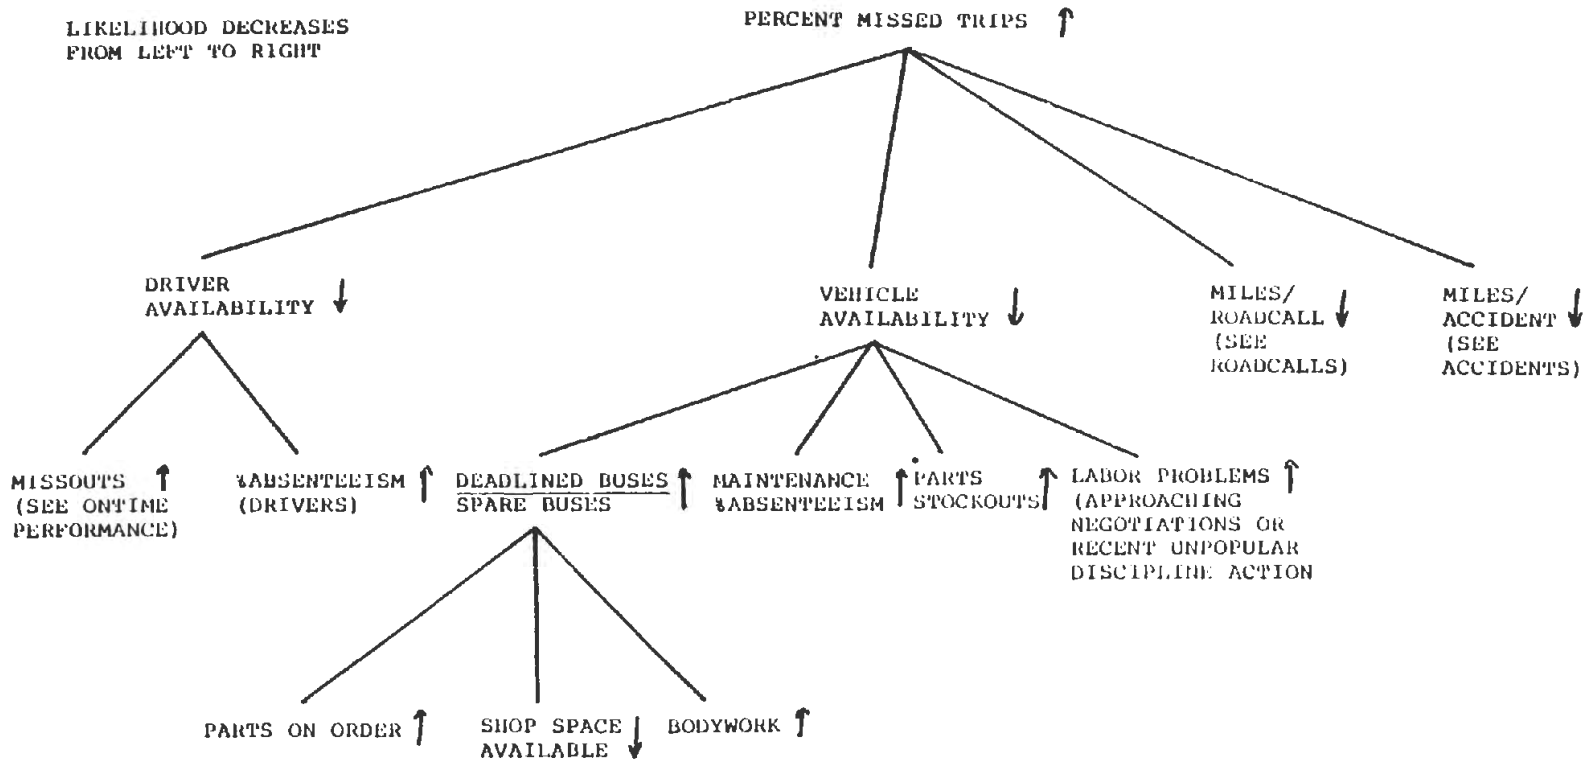 LIKELIHOOD DECREASES
FROM LEFT TO RIGHT
PERCENT MISSED TRIPS ↑
DRIVER
AVAILABILITY ↓
VEHICLE
AVAILABILITY ↓
MILES/
ROADCALL ↓
(SEE
ROADCALLS)
MILES/
ACCIDENT ↓
(SEE
ACCIDENTS)
MISSOUTS ↑
(SEE ONTIME
PERFORMANCE)
%ABSENTEEISM ↑
(DRIVERS)
DEADLINED BUSES ↑
SPARE BUSES
MAINTENANCE
%ABSENTEEISM ↑
PARTS
STOCKOUTS ↑
LABOR PROBLEMS ↑
(APPROACHING
NEGOTIATIONS OR
RECENT UNPOPULAR
DISCIPLINE ACTION
PARTS ON ORDER ↑
SHOP SPACE
AVAILABLE ↓
BODYWORK ↑